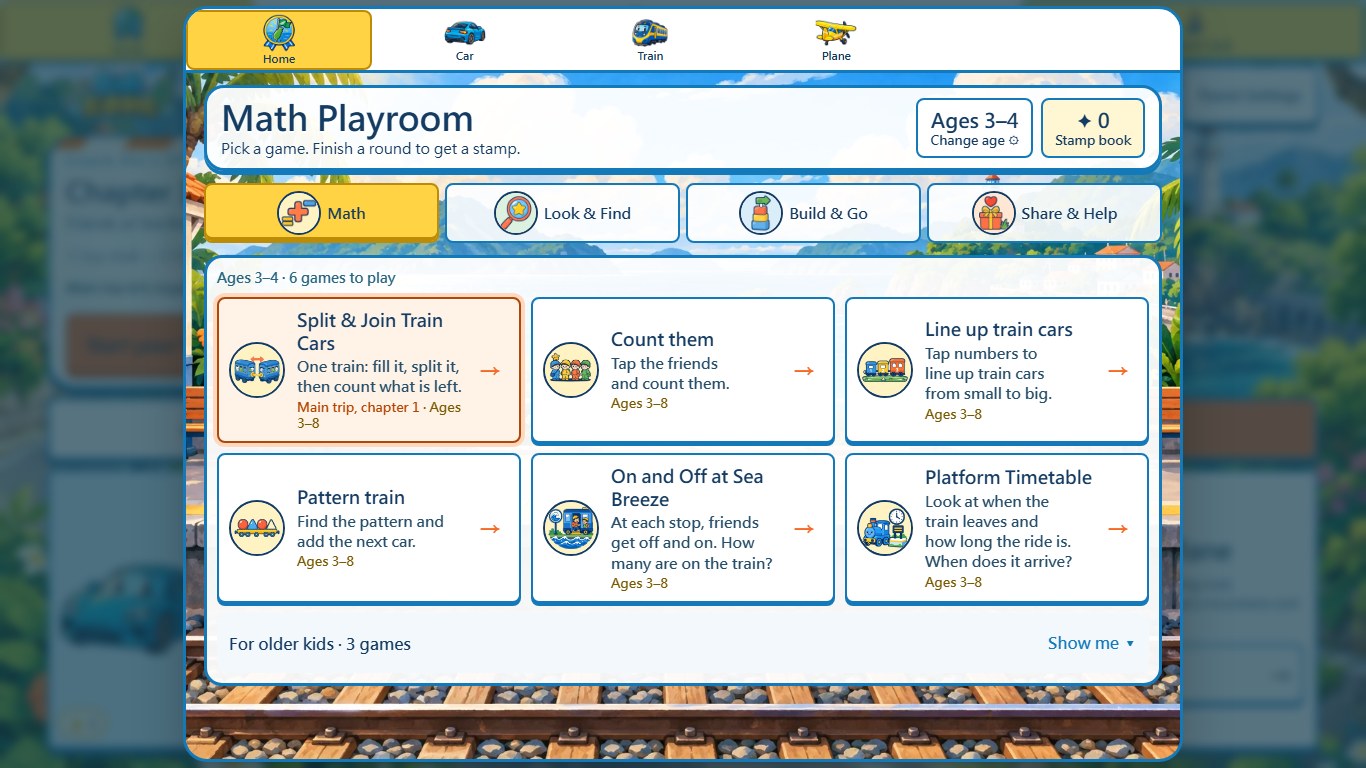 Home
Car
Train
Plane
Math Playroom
Pick a game. Finish a round to get a stamp.
Ages 3–4
Change age ⚙
✦ 0
Stamp book
Math
Look & Find
Build & Go
Share & Help
Ages 3–4 · 6 games to play
Split & Join Train
Cars
One train: fill it, split it,
then count what is left.
Main trip, chapter 1 · Ages
3–8
→
Count them
Tap the friends
and count them.
Ages 3–8
→
Line up train cars
Tap numbers to
line up train cars
from small to big.
Ages 3–8
→
Pattern train
Find the pattern and
add the next car.
Ages 3–8
→
On and Off at Sea
Breeze
At each stop, friends
get off and on. How
many are on the train?
Ages 3–8
→
Platform Timetable
Look at when the
train leaves and
how long the ride is.
When does it arrive?
Ages 3–8
→
For older kids · 3 games
Show me ▾